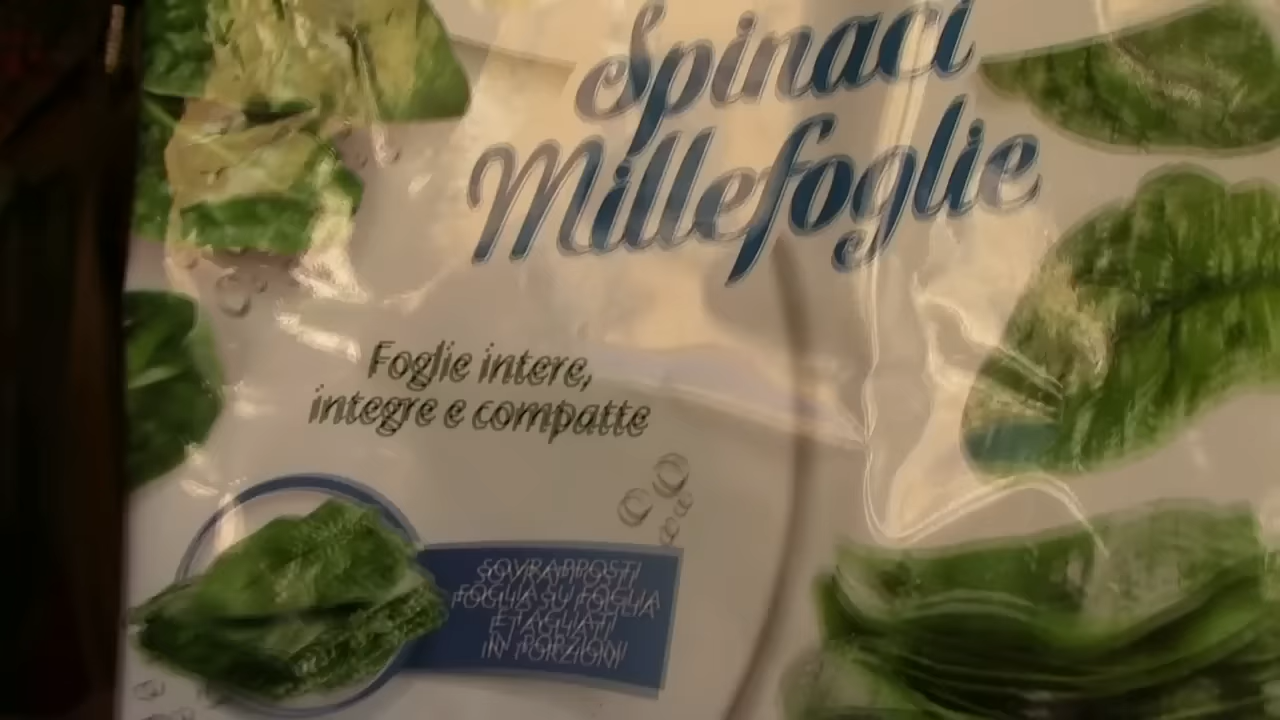 Spinaci
Millefoglie
Foglie intere,
integre e compatte
SOVRAPPOSTI
FOGLIA SU FOGLIA
E TAGLIATI
IN PORZIONI